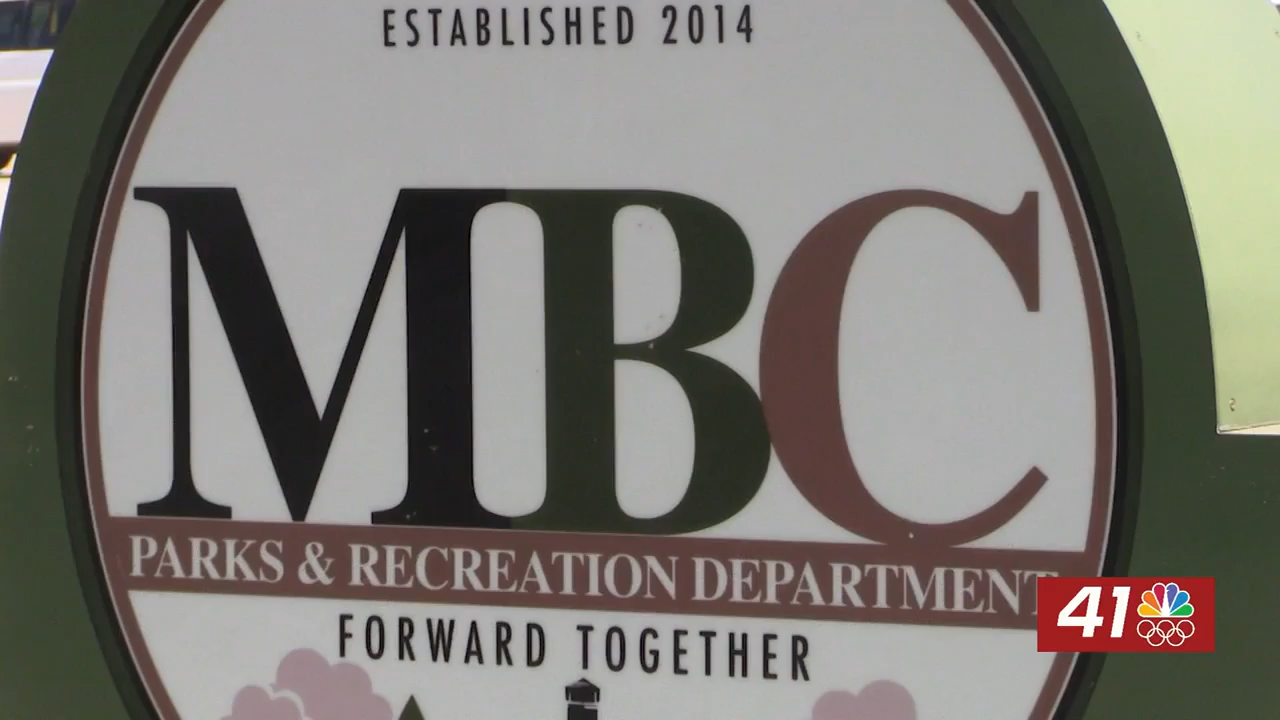 ESTABLISHED 2014
MBC
PARKS & RECREATION DEPARTMENT
41
FORWARD TOGETHER